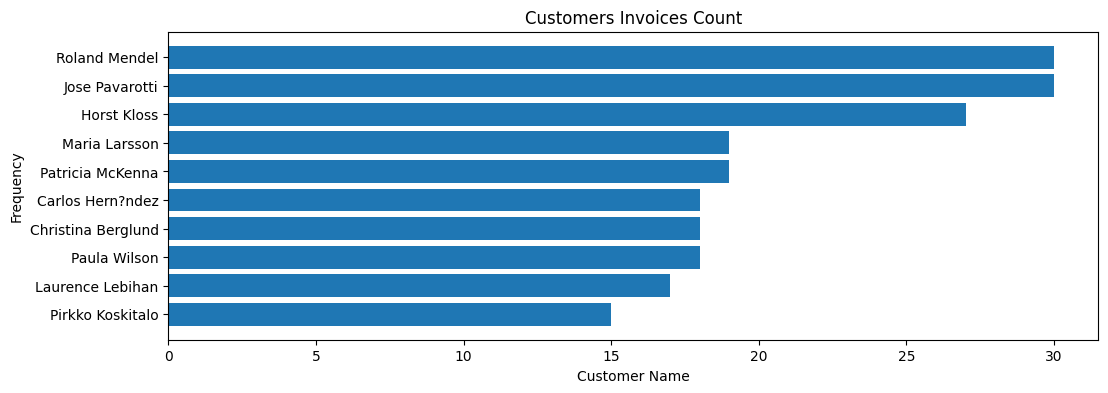 Customers Invoices Count
Frequency
Roland Mendel
Jose Pavarotti
Horst Kloss
Maria Larsson
Patricia McKenna
Carlos Hern?ndez
Christina Berglund
Paula Wilson
Laurence Lebihan
Pirkko Koskitalo
0 5 10 15 20 25 30
Customer Name